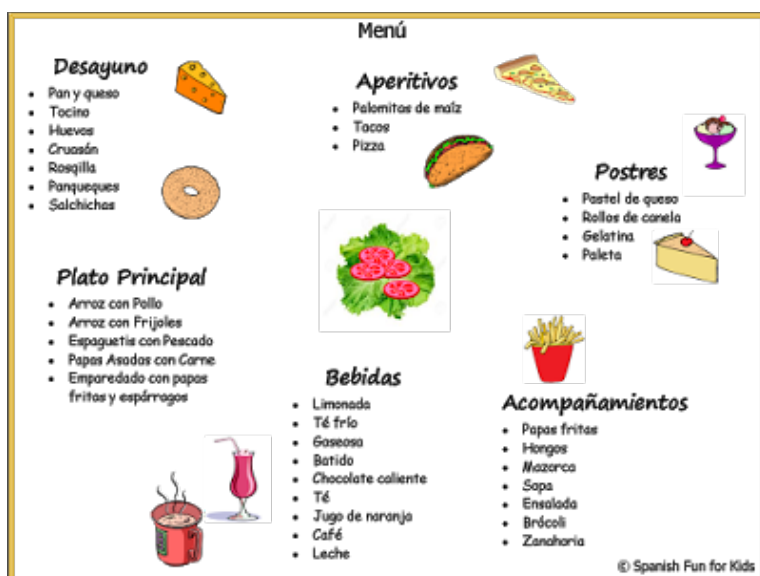 Menú
Desayuno
• Pan y queso
• Tocino
• Huevos
• Cruasán
• Rosqilla
• Panqueques
• Salchichas
Aperitivos
• Palomitas de maíz
• Tacos
• Pizza
Postres
• Pastel de queso
• Rollos de canela
• Gelatina
• Paleta
Plato Principal
• Arroz con Pollo
• Arroz con Frijoles
• Espaguetis con Pescado
• Papas Asadas con Carne
• Emparedado con papas
fritas y espárragos
Bebidas
• Limonada
• Té frío
• Gaseosa
• Batido
• Chocolate caliente
• Té
• Jugo de naranja
• Café
• Leche
Acompañamientos
• Papas fritas
• Hongos
• Mazorca
• Sopa
• Ensalada
• Brócoli
• Zanahoria
© Spanish Fun for Kids